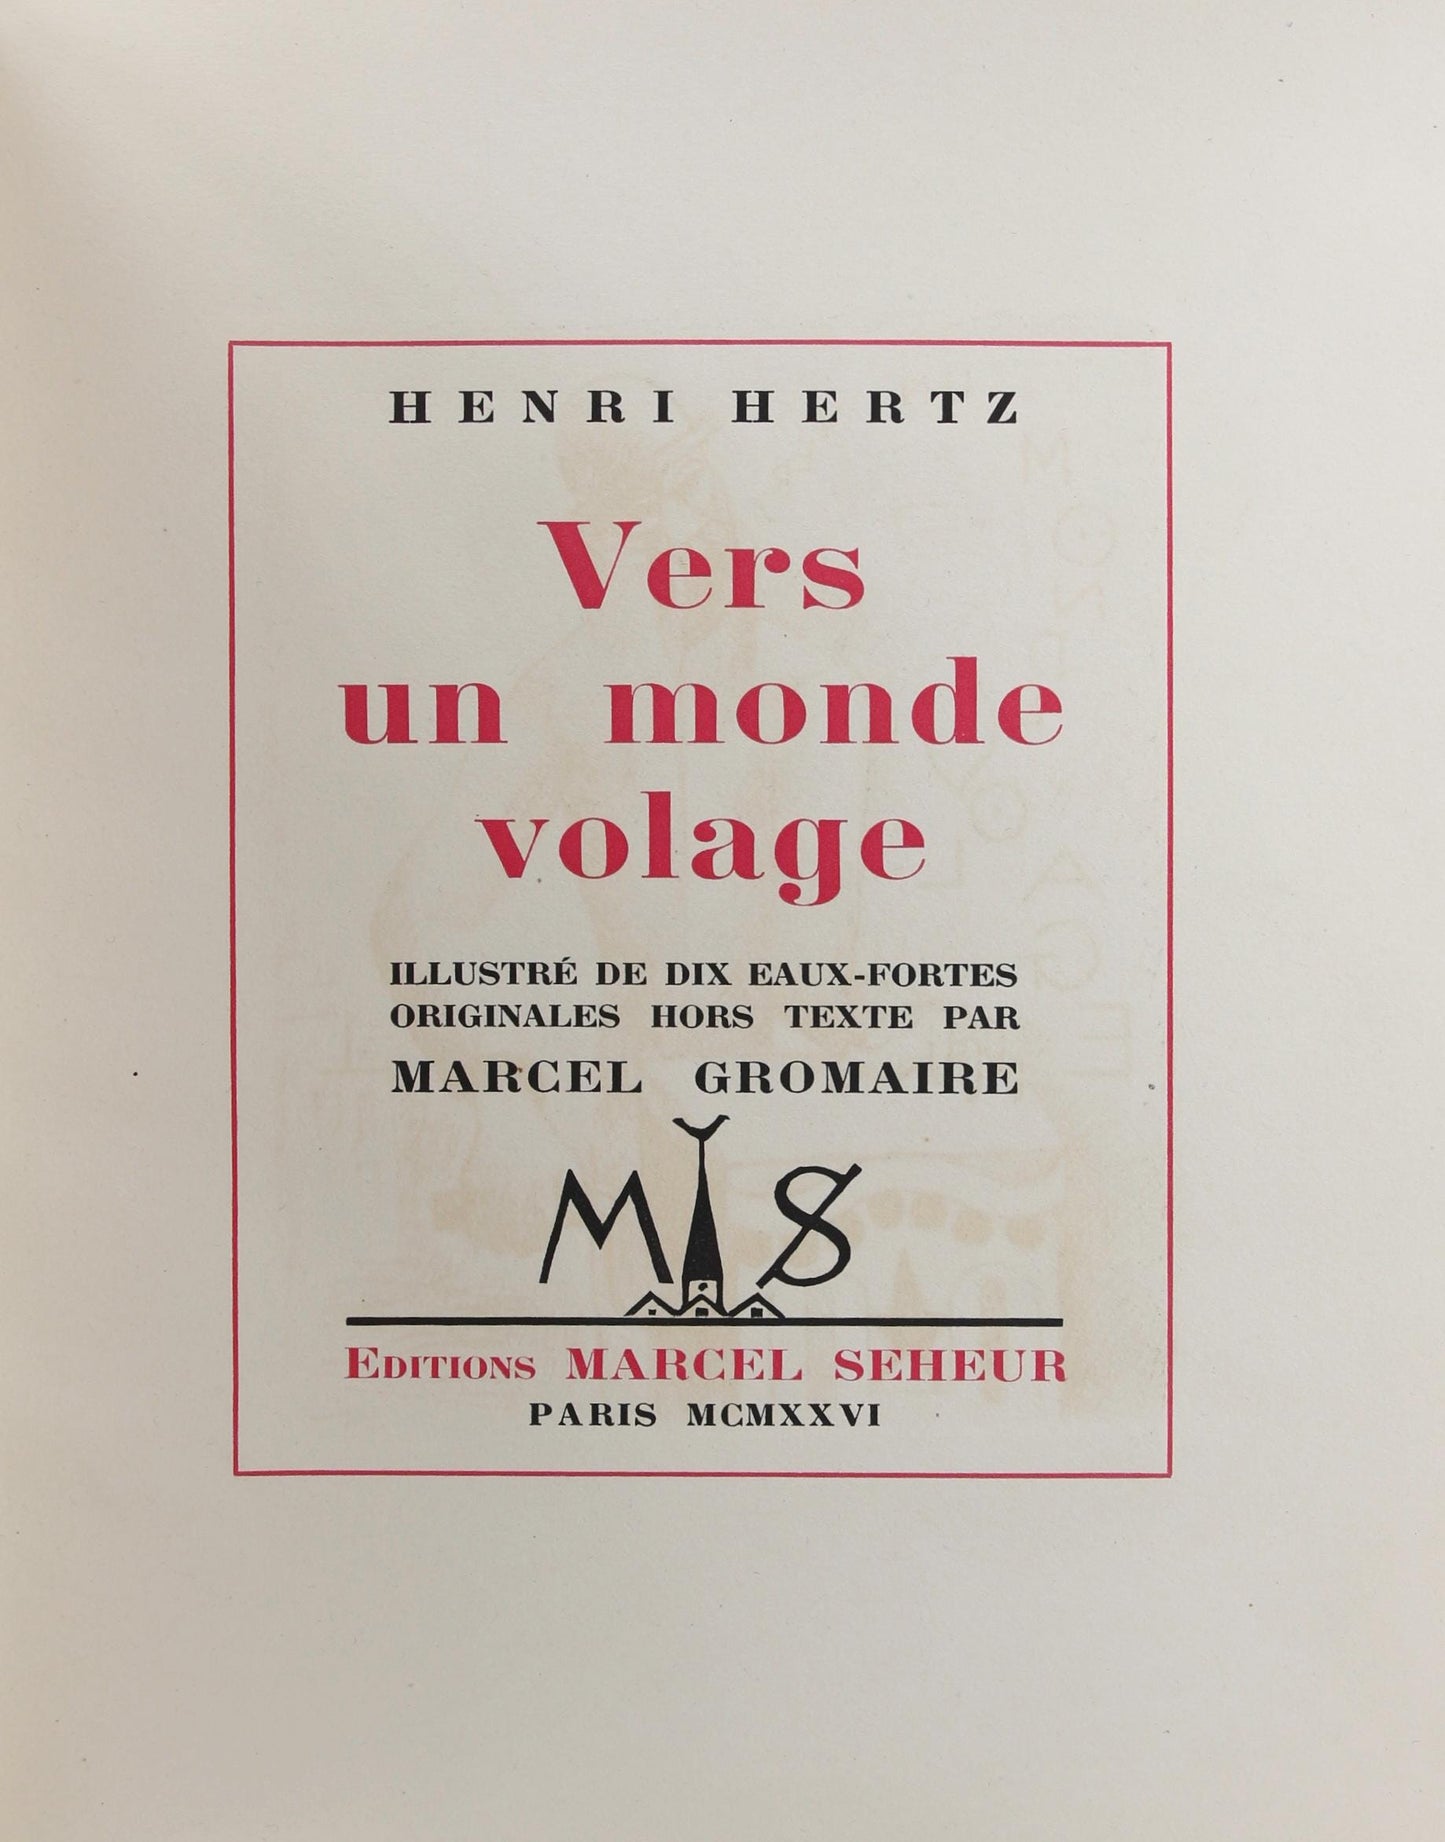 HENRI HERTZ
Vers
un monde
volage
ILLUSTRÉ DE DIX EAUX-FORTES
ORIGINALES HORS TEXTE PAR
MARCEL GROMAIRE
M S
EDITIONS MARCEL SEHEUR
PARIS MCMXXVI